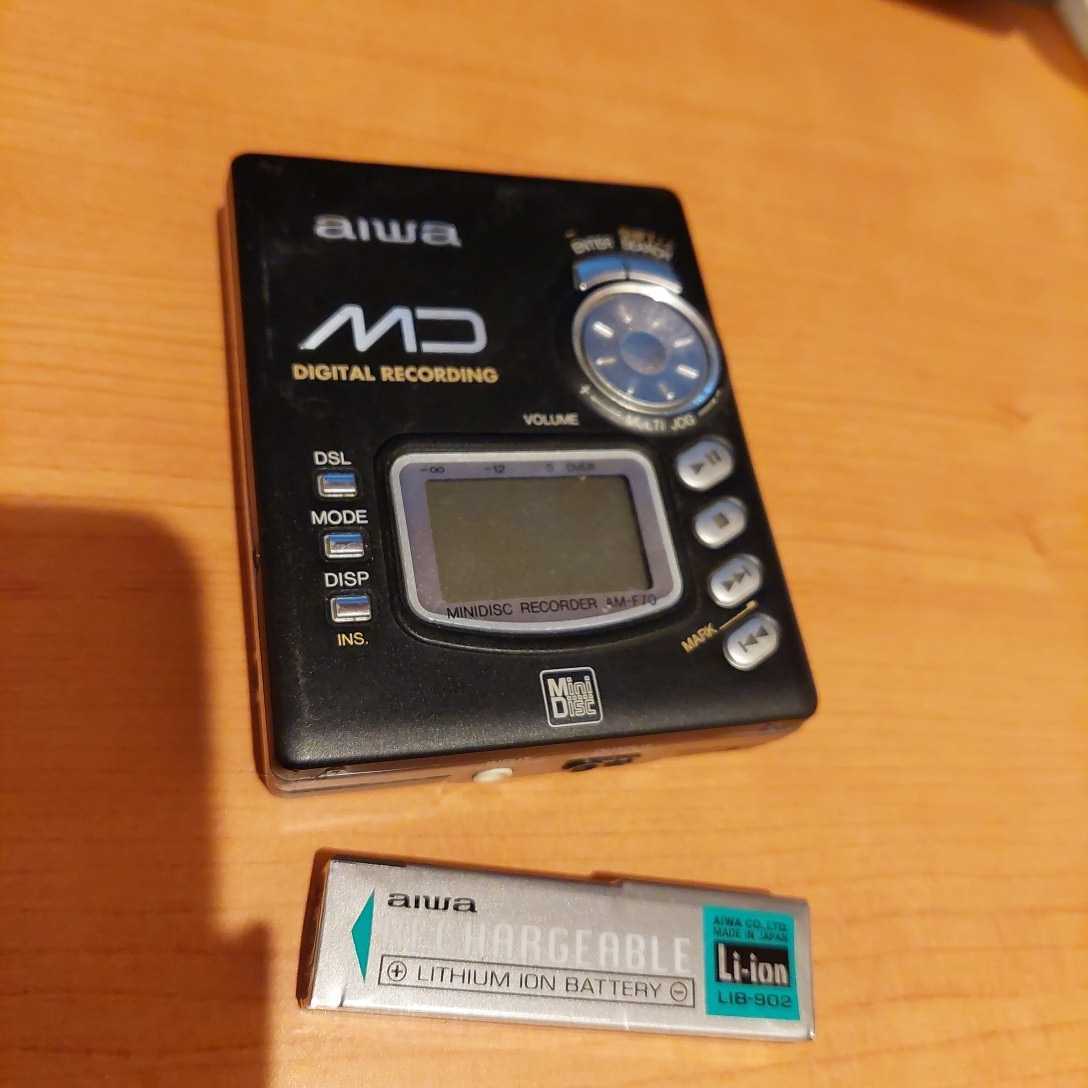 aiwa
ENTER
SEARCH
MD
DIGITAL RECORDING
VOLUME
+ MULTI JOG -
DSL
-∞ -12 0 OVER
MODE
DISP
INS.
MINIDISC RECORDER AM-F70
MARK
Mini
Disc
aiwa
RECHARGEABLE
+ LITHIUM ION BATTERY -
AIWA CO., LTD.
MADE IN JAPAN
Li-ion
LIB-902